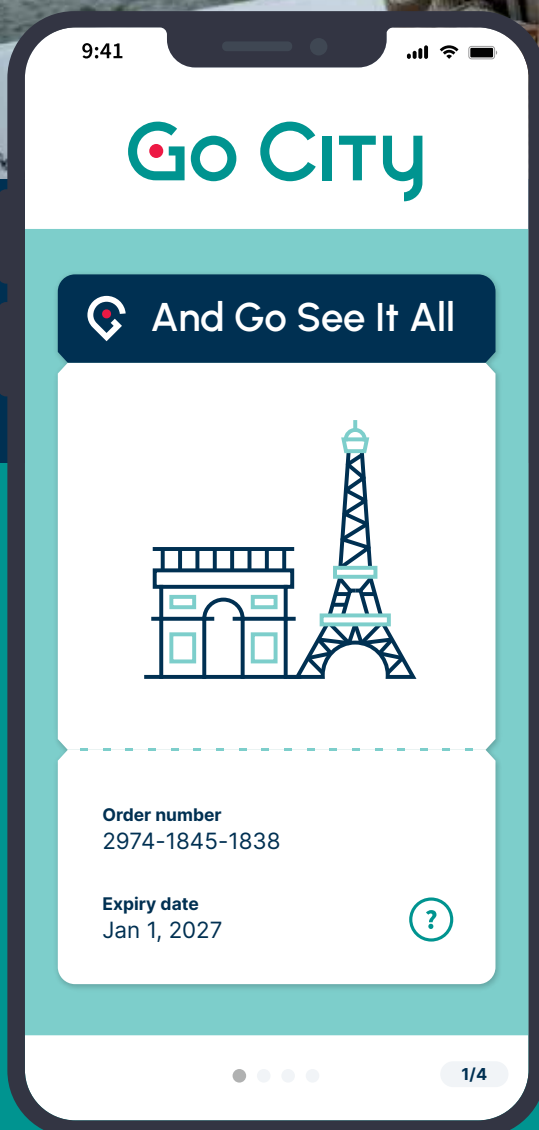 9:41
Go City
And Go See It All
Order number
2974-1845-1838
Expiry date
Jan 1, 2027
?
1/4